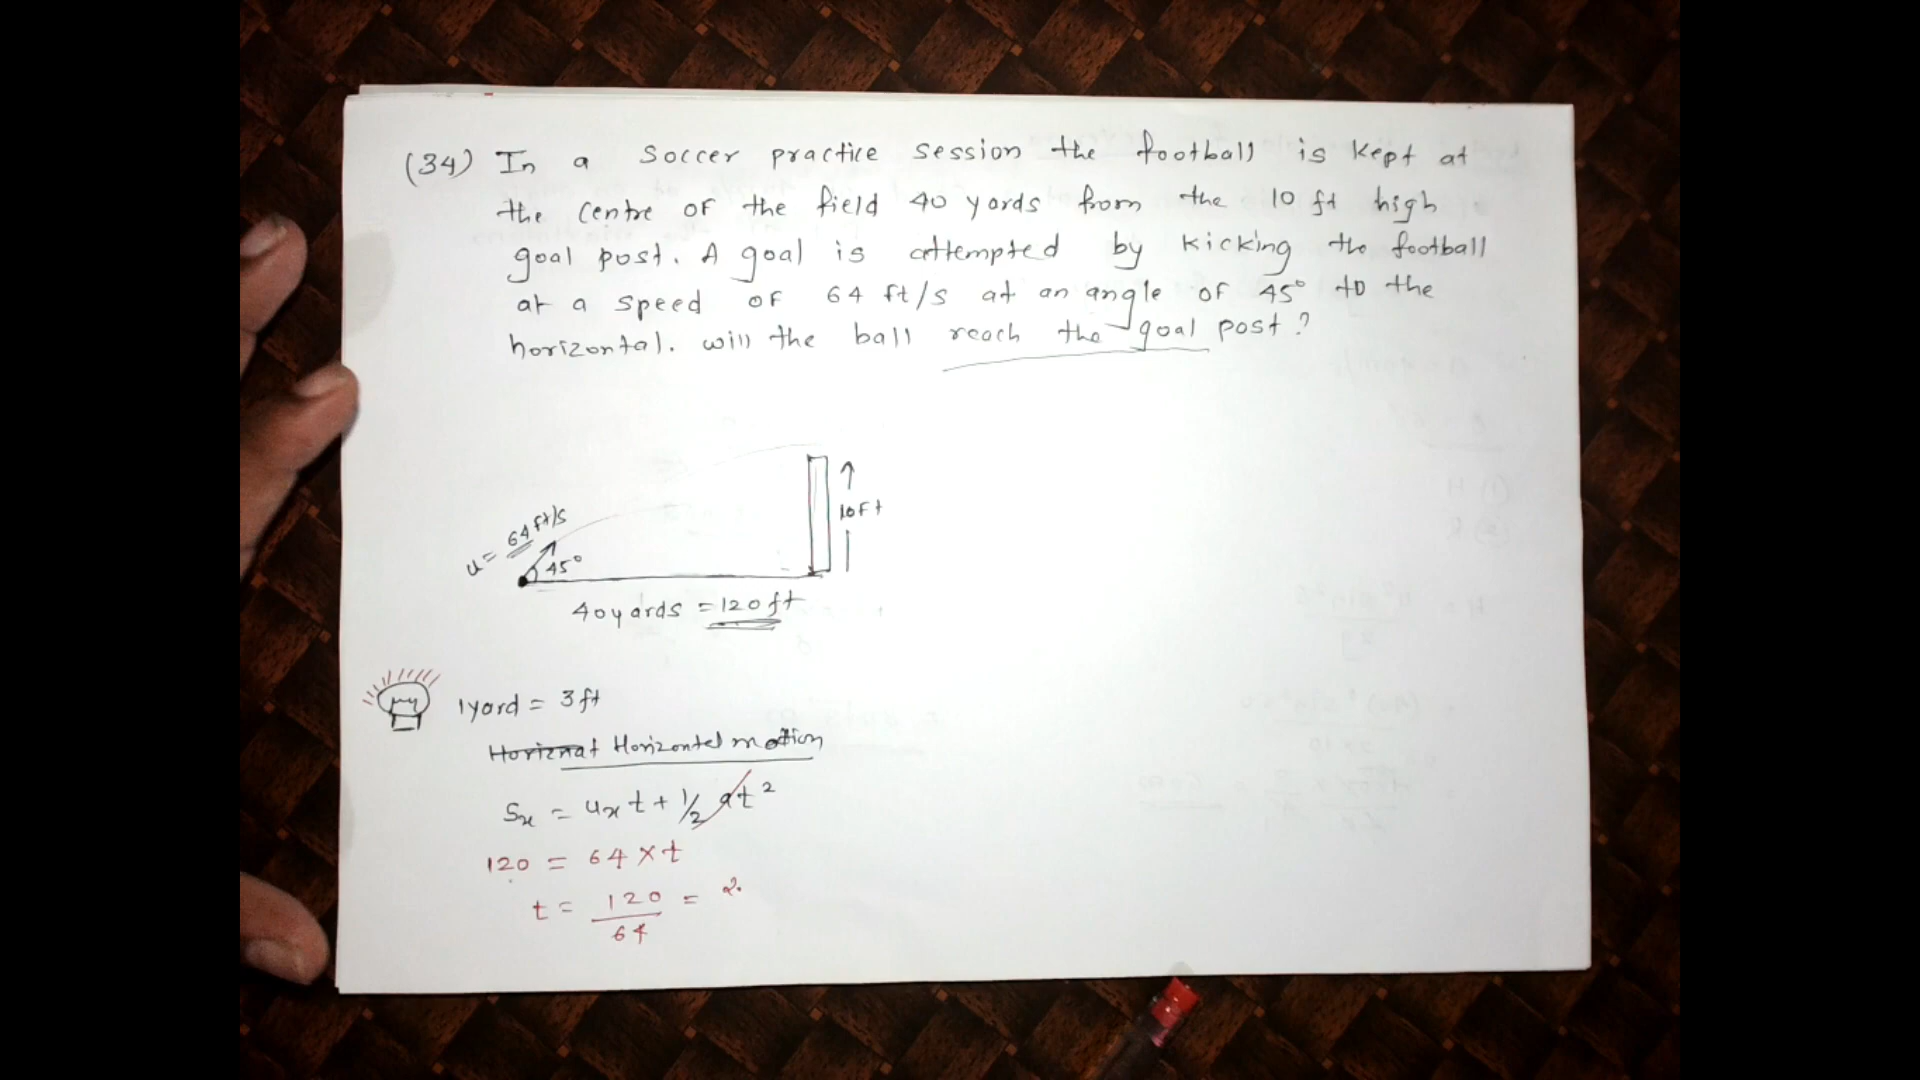 (34) In a soccer practice session the football is kept at
the centre of the field 40 yards from the 10 ft high
goal post. A goal is attempted by kicking the football
at a speed of 64 ft/s at an angle of 45° to the
horizontal. will the ball reach the goal post?
u = 64 ft/s
45°
10 Ft
40 yards = 120 ft
1 yard = 3 ft
Horizontal motion
Sx = ux t + 1/2 at²
120 = 64 × t
t = 120/64 = 2.